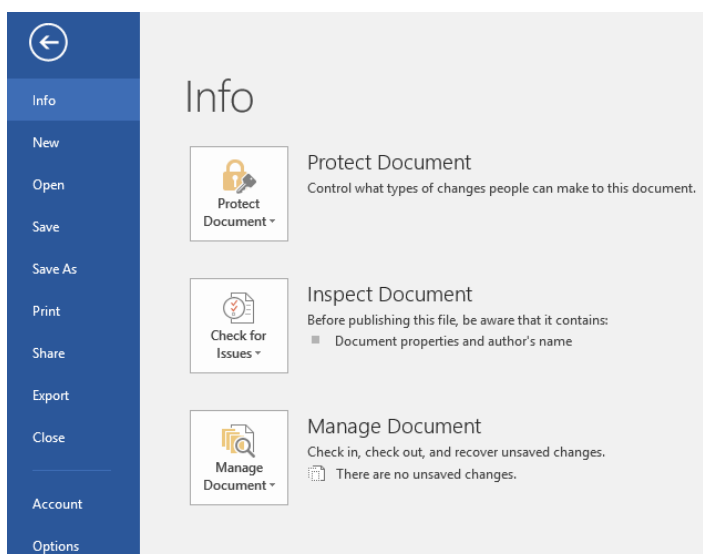 Info
New
Open
Save
Save As
Print
Share
Export
Close
Account
Options
Info
Protect
Document
Protect Document
Control what types of changes people can make to this document.
Check for
Issues
Inspect Document
Before publishing this file, be aware that it contains:
Document properties and author's name
Manage
Document
Manage Document
Check in, check out, and recover unsaved changes.
There are no unsaved changes.